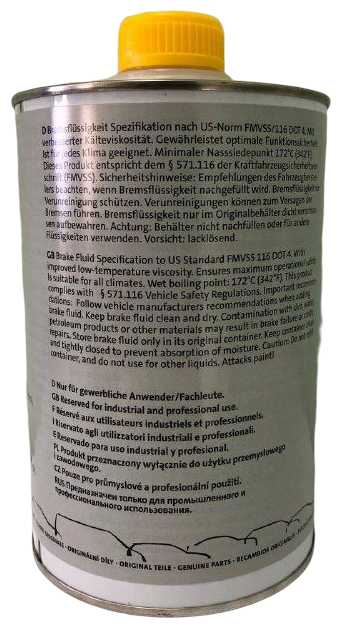 D Bremsflüssigkeit Spezifikation nach US-Norm FMVSS/116 DOT 4. Mit
verbesserter Kälteviskosität. Gewährleistet optimale Funktionssicherheit
Ist für jedes Klima geeignet. Minimaler Nasssiedepunkt 172°C (342°F).
Dieses Produkt entspricht dem § 571.116 der Kraftfahrzeugsicherheitsvor-
schrift (FMVSS). Sicherheitshinweise: Empfehlungen des Fahrzeugherstel-
lers beachten, wenn Bremsflüssigkeit nachgefüllt wird. Bremsflüssigkeit vor
Verunreinigung schützen. Verunreinigungen können zum Versagen der
Bremsen führen. Bremsflüssigkeit nur im Originalbehälter dicht verschlos-
sen aufbewahren. Achtung: Behälter nicht nachfüllen oder für andere
Flüssigkeiten verwenden. Vorsicht: lacklösend.
GB Brake Fluid Specification to US Standard FMVSS 116 DOT 4. With
improved low-temperature viscosity. Ensures maximum operational safety
Is suitable for all climates. Wet boiling point: 172°C (342°F). This product
complies with § 571.116 Vehicle Safety Regulations. Important recommen-
dations: Follow vehicle manufacturers recommendations when adding
brake fluid. Keep brake fluid clean and dry. Contamination with dirt, water,
petroleum products or other materials may result in brake failure or costly
repairs. Store brake fluid only in its original container. Keep container clean
and tightly closed to prevent absorption of moisture. Caution: Do not refill
container, and do not use for other liquids. Attacks paint!
D Nur für gewerbliche Anwender/Fachleute.
GB Reserved for industrial and professional use.
F Réservé aux utilisateurs industriels et professionnels.
I Riservato agli utilizzatori industriali e professionali.
E Reservado para uso industrial y profesional.
PL Produkt przeznaczony wyłącznie do użytku przemysłowego
i zawodowego.
CZ Pouze pro průmyslové a profesionální použití.
RUS Предназначен только для промышленного и
профессионального использования.
ORIGINÁLNÍ DÍLY · ORIGINAL TEILE · GENUINE PARTS · RECAMBIOS ORIGINALES